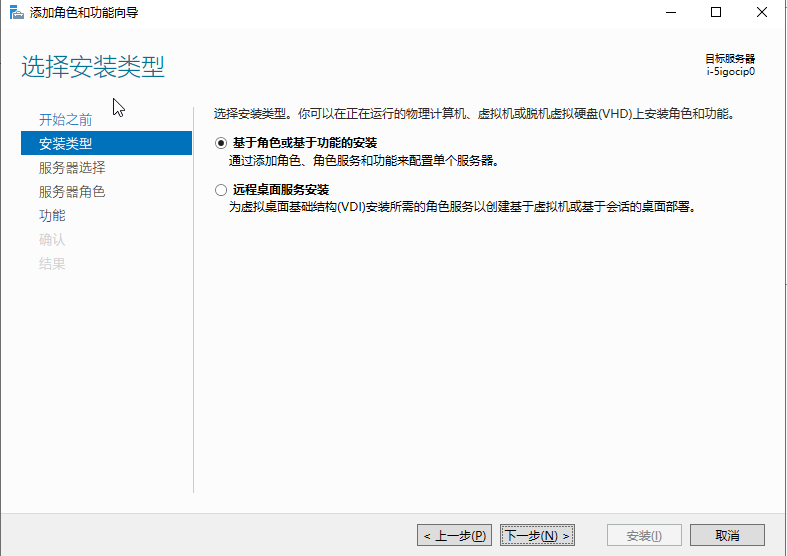 添加角色和功能向导
选择安装类型
目标服务器
i-5igocip0
开始之前
安装类型
服务器选择
服务器角色
功能
确认
结果
选择安装类型。你可以在正在运行的物理计算机、虚拟机或脱机虚拟硬盘(VHD)上安装角色和功能。
基于角色或基于功能的安装
通过添加角色、角色服务和功能来配置单个服务器。
远程桌面服务安装
为虚拟桌面基础结构(VDI)安装所需的角色服务以创建基于虚拟机或基于会话的桌面部署。
< 上一步(P)
下一步(N) >
安装(I)
取消